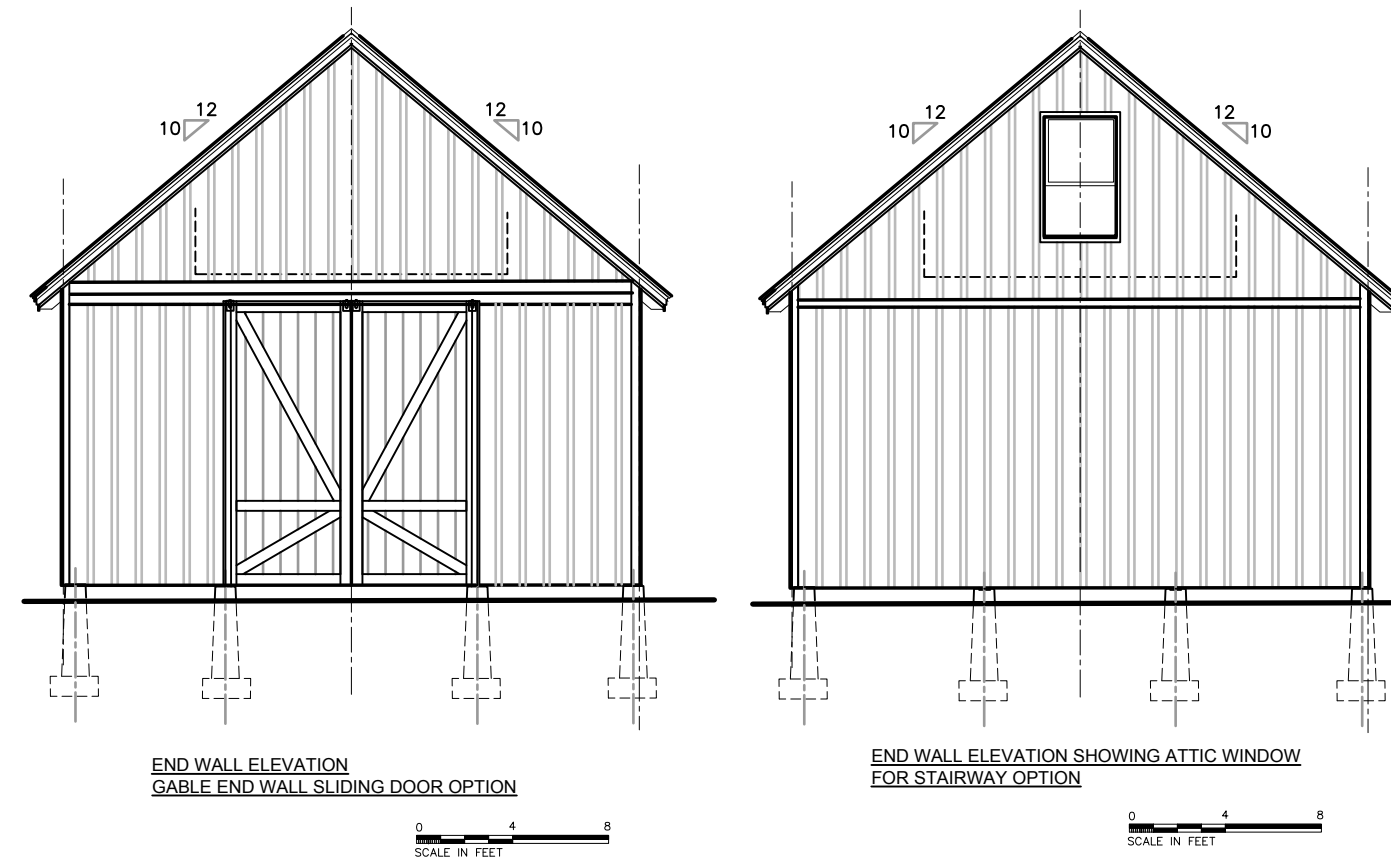 12
10
12
10
12
10
12
10
END WALL ELEVATION
GABLE END WALL SLIDING DOOR OPTION
0 4 8
SCALE IN FEET
END WALL ELEVATION SHOWING ATTIC WINDOW
FOR STAIRWAY OPTION
0 4 8
SCALE IN FEET